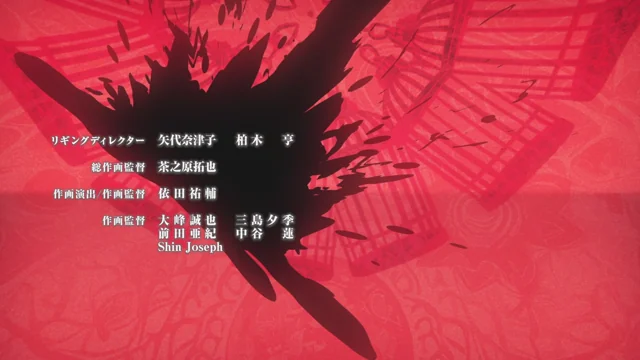 リギングディレクター 矢代奈津子 柏木 亨
総作画監督 茶之原拓也
作画演出/作画監督 依田祐輔
作画監督 大峰誠也 三島夕季
前田亜紀 中谷 蓮
Shin Joseph